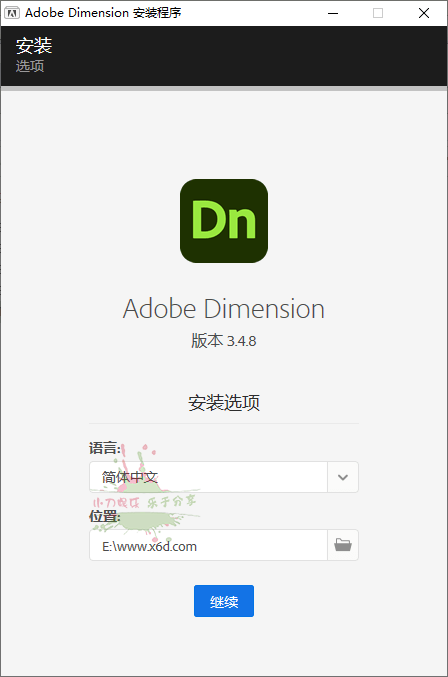 Adobe Dimension 安装程序
安装
选项
Dn
Adobe Dimension
版本 3.4.8
安装选项
语言:
简体中文
小刀娱乐 乐于分享
位置:
E:\www.x6d.com
继续